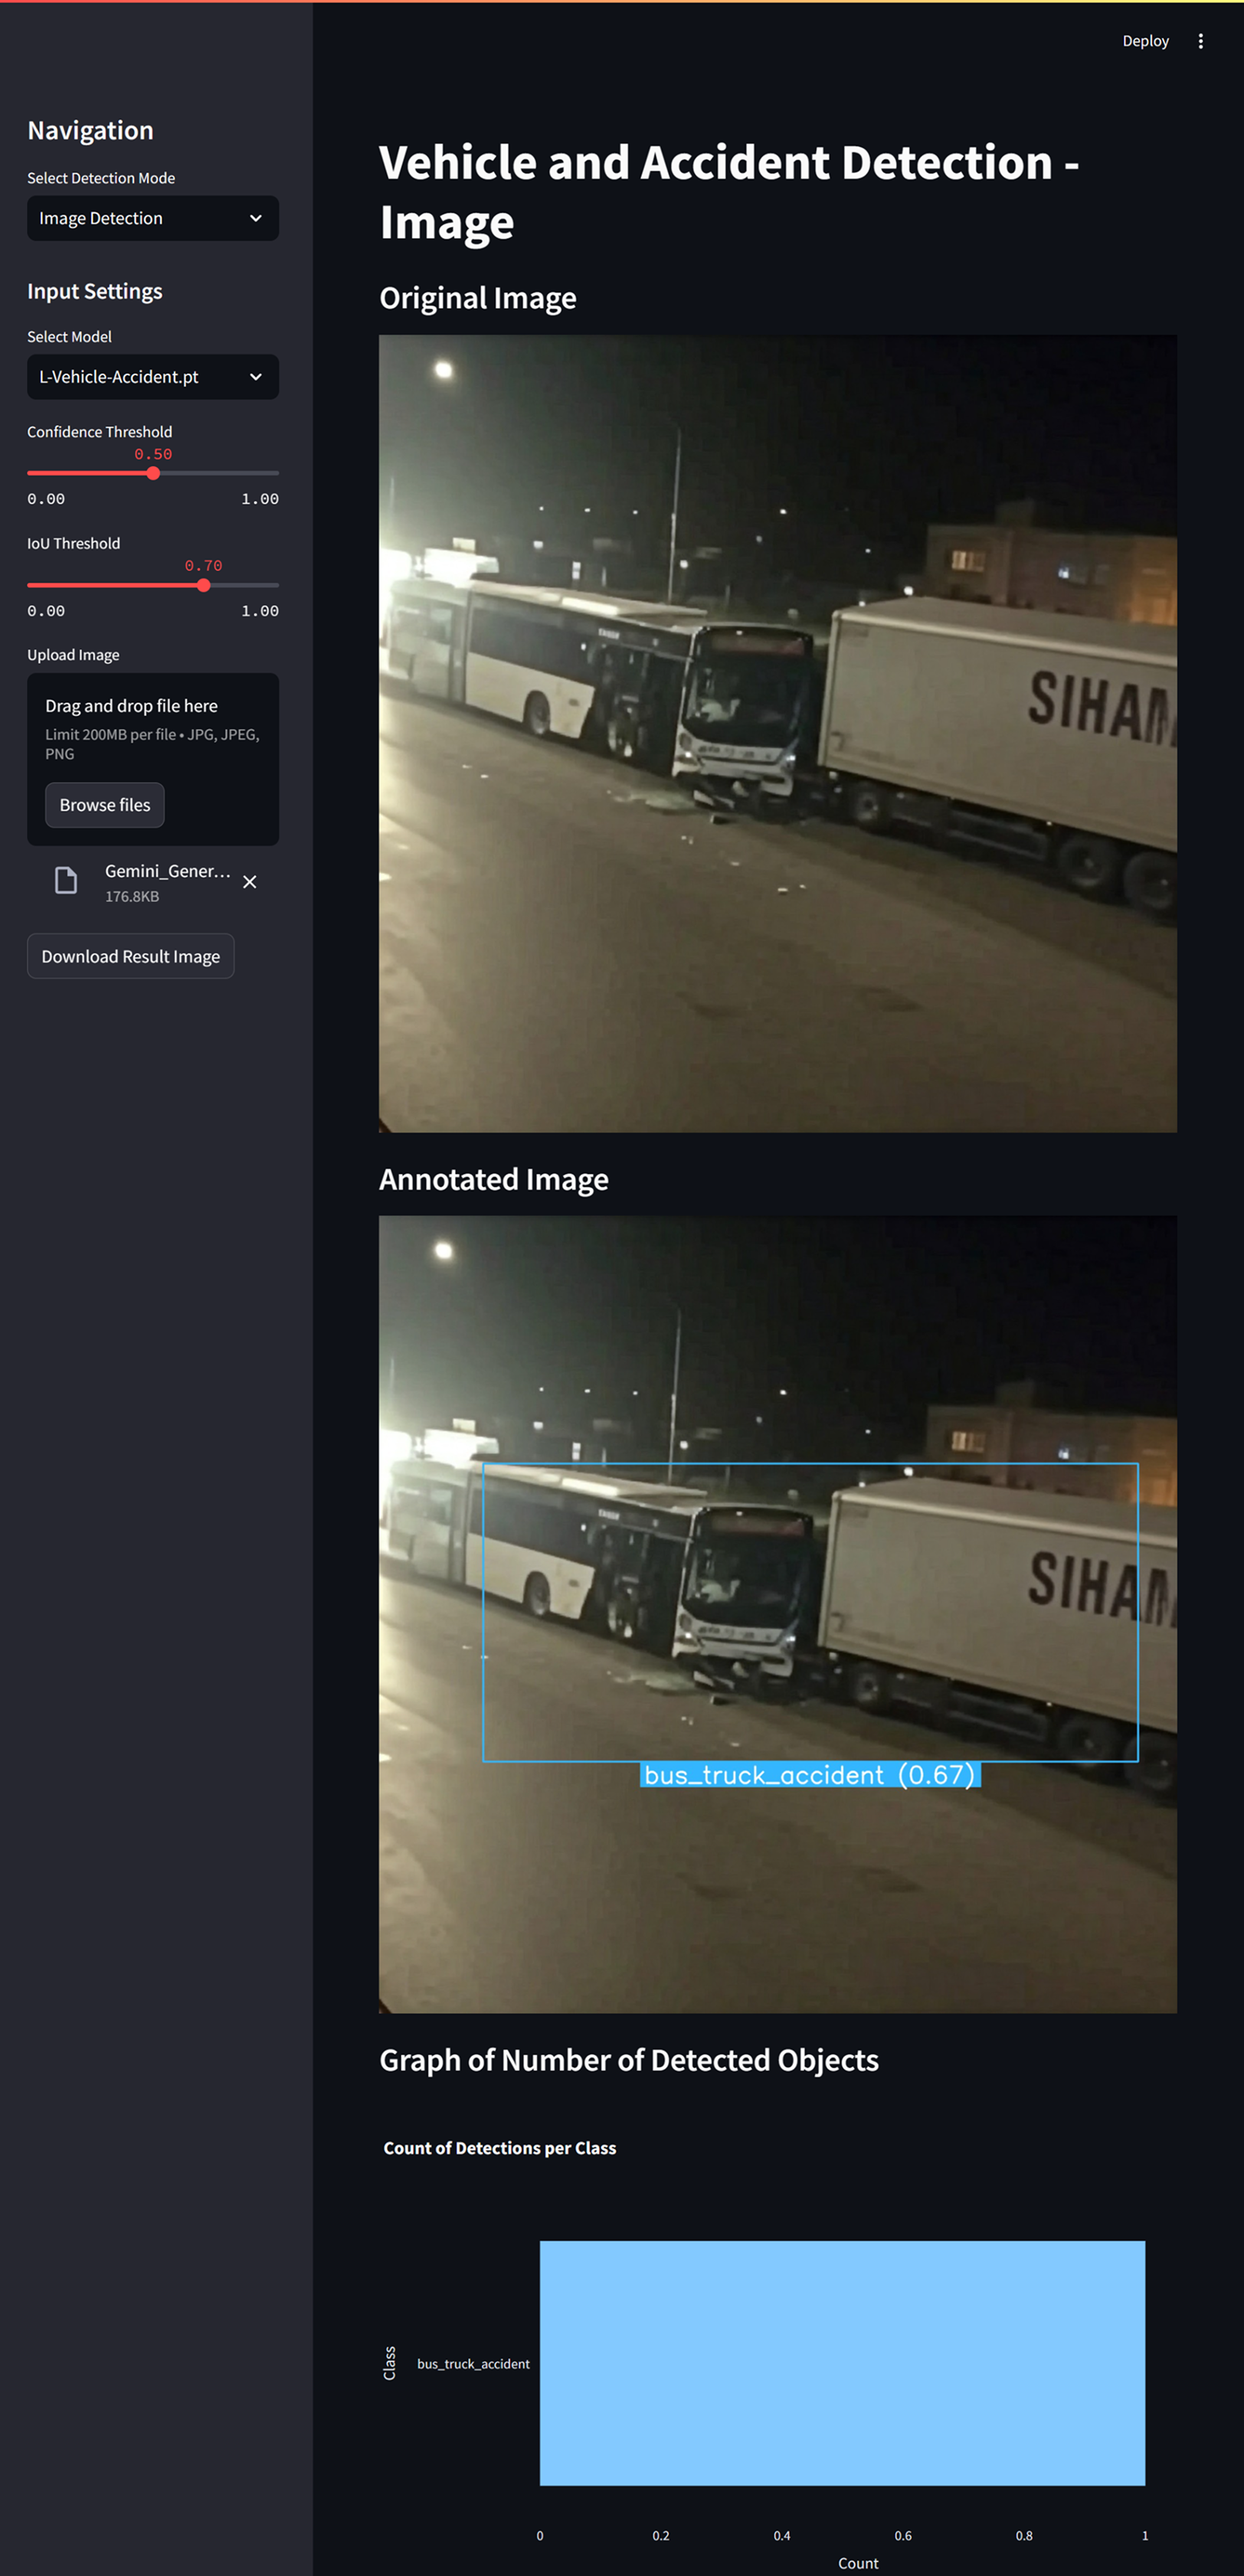 Deploy
Navigation
Select Detection Mode
Image Detection
Input Settings
Select Model
L-Vehicle-Accident.pt
Confidence Threshold
0.50
0.00 1.00
IoU Threshold
0.70
0.00 1.00
Upload Image
Drag and drop file here
Limit 200MB per file • JPG, JPEG,
PNG
Browse files
Gemini_Gener...
176.8KB
Download Result Image
Vehicle and Accident Detection -
Image
Original Image
SIHAM
Annotated Image
SIHAM
bus_truck_accident (0.67)
Graph of Number of Detected Objects
Count of Detections per Class
Class
bus_truck_accident
0 0.2 0.4 0.6 0.8 1
Count